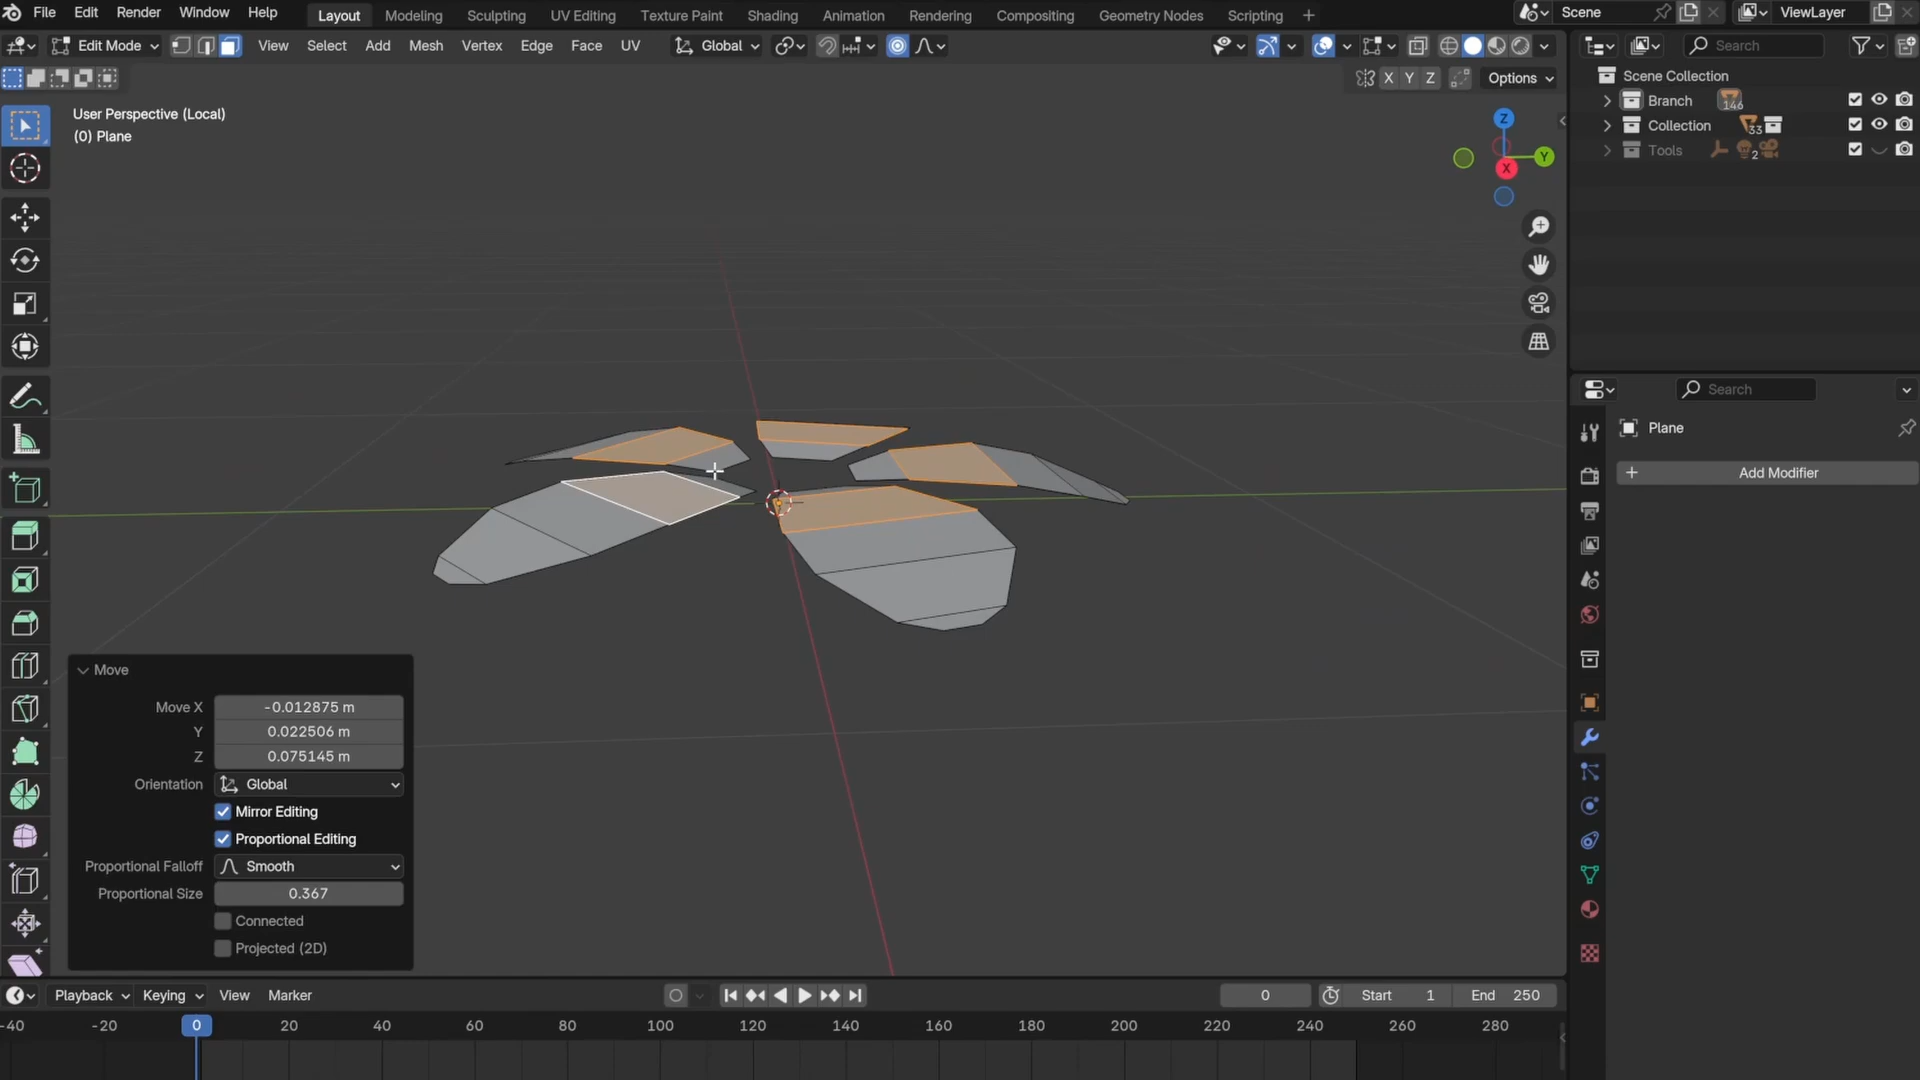 File Edit Render Window Help Layout Modeling Sculpting UV Editing Texture Paint Shading Animation Rendering Compositing Geometry Nodes Scripting + Scene ViewLayer
Edit Mode View Select Add Mesh Vertex Edge Face UV Global Search
X Y Z Options
Scene Collection
Branch 146
Collection 33
Tools 2
User Perspective (Local)
(0) Plane
Z
Y
X
Search
Plane
+ Add Modifier
Move
Move X -0.012875 m
Y 0.022506 m
Z 0.075145 m
Orientation Global
Mirror Editing
Proportional Editing
Proportional Falloff Smooth
Proportional Size 0.367
Connected
Projected (2D)
Playback Keying View Marker 0 Start 1 End 250
-40 -20 0 20 40 60 80 100 120 140 160 180 200 220 240 260 280